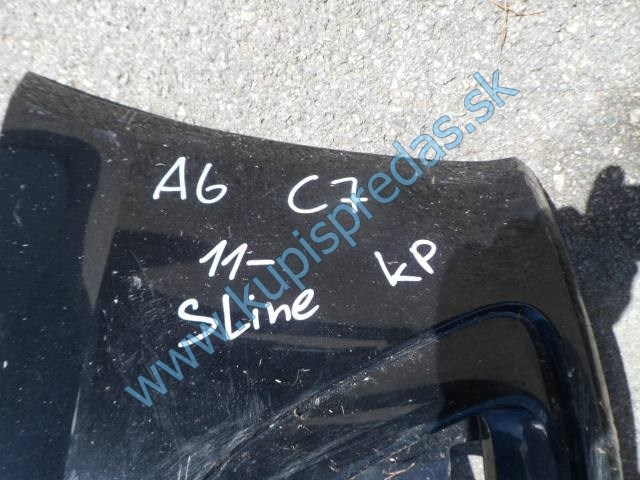 A6 C7
11- kP
SLine
www.kupispredas.sk